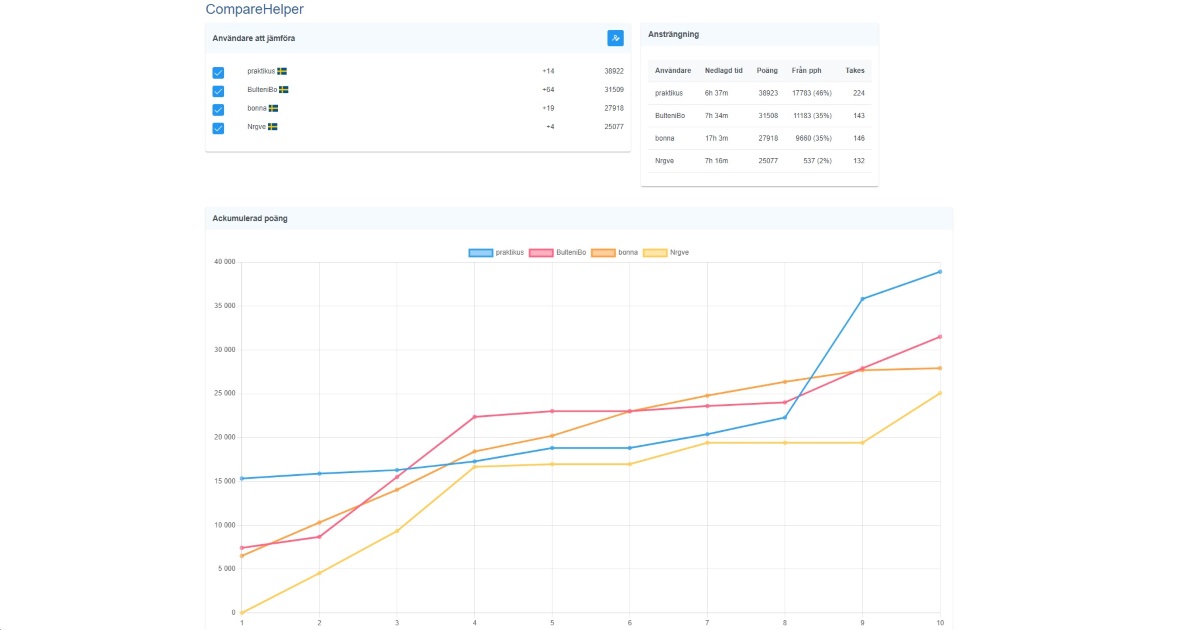 CompareHelper
Användare att jämföra
praktikus +14 38922
BulteniBo +64 31509
bonna +19 27918
Nrgve +4 25077
Ansträngning
Användare Nedlagd tid Poäng Från pph Takes
praktikus 6h 37m 38923 17783 (46%) 224
BulteniBo 7h 34m 31508 11183 (35%) 143
bonna 17h 3m 27918 9660 (35%) 146
Nrgve 7h 16m 25077 537 (2%) 132
Ackumulerad poäng
praktikus BulteniBo bonna Nrgve
40 000
35 000
30 000
25 000
20 000
15 000
10 000
5 000
0
1 2 3 4 5 6 7 8 9 10